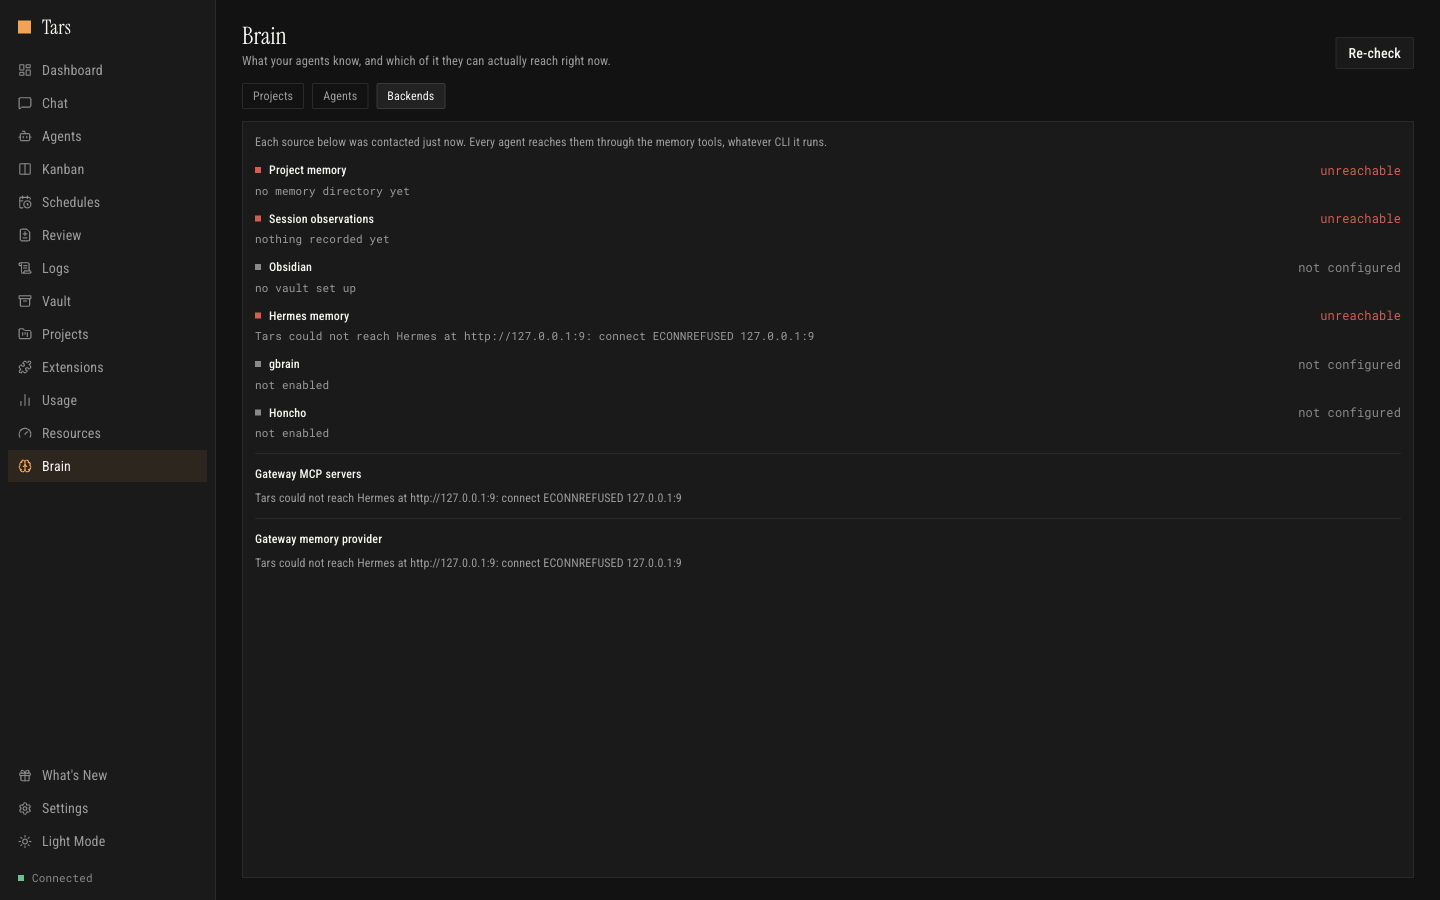 Tars
Dashboard
Chat
Agents
Kanban
Schedules
Review
Logs
Vault
Projects
Extensions
Usage
Resources
Brain
What's New
Settings
Light Mode
Connected
Brain
What your agents know, and which of it they can actually reach right now.
Re-check
Projects
Agents
Backends
Each source below was contacted just now. Every agent reaches them through the memory tools, whatever CLI it runs.
Project memory unreachable
no memory directory yet
Session observations unreachable
nothing recorded yet
Obsidian not configured
no vault set up
Hermes memory unreachable
Tars could not reach Hermes at http://127.0.0.1:9: connect ECONNREFUSED 127.0.0.1:9
gbrain not configured
not enabled
Honcho not configured
not enabled
Gateway MCP servers
Tars could not reach Hermes at http://127.0.0.1:9: connect ECONNREFUSED 127.0.0.1:9
Gateway memory provider
Tars could not reach Hermes at http://127.0.0.1:9: connect ECONNREFUSED 127.0.0.1:9